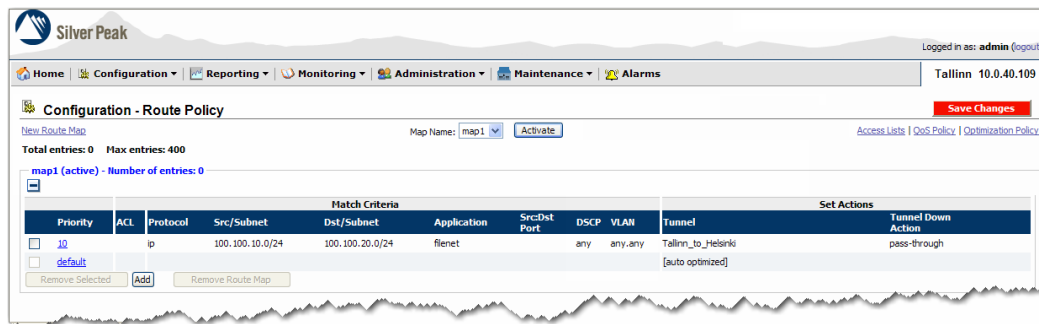 Silver Peak
Logged in as: admin (logout
Home Configuration Reporting Monitoring Administration Maintenance Alarms Tallinn 10.0.40.109
Configuration - Route Policy Save Changes
New Route Map Map Name: map1 Activate Access Lists | QoS Policy | Optimization Policy
Total entries: 0 Max entries: 400
map1 (active) - Number of entries: 0
Match Criteria Set Actions
Priority ACL Protocol Src/Subnet Dst/Subnet Application Src:Dst Port DSCP VLAN Tunnel Tunnel Down Action
10 ip 100.100.10.0/24 100.100.20.0/24 filenet any any.any Tallinn_to_Helsinki pass-through
default [auto optimized]
Remove Selected Add Remove Route Map